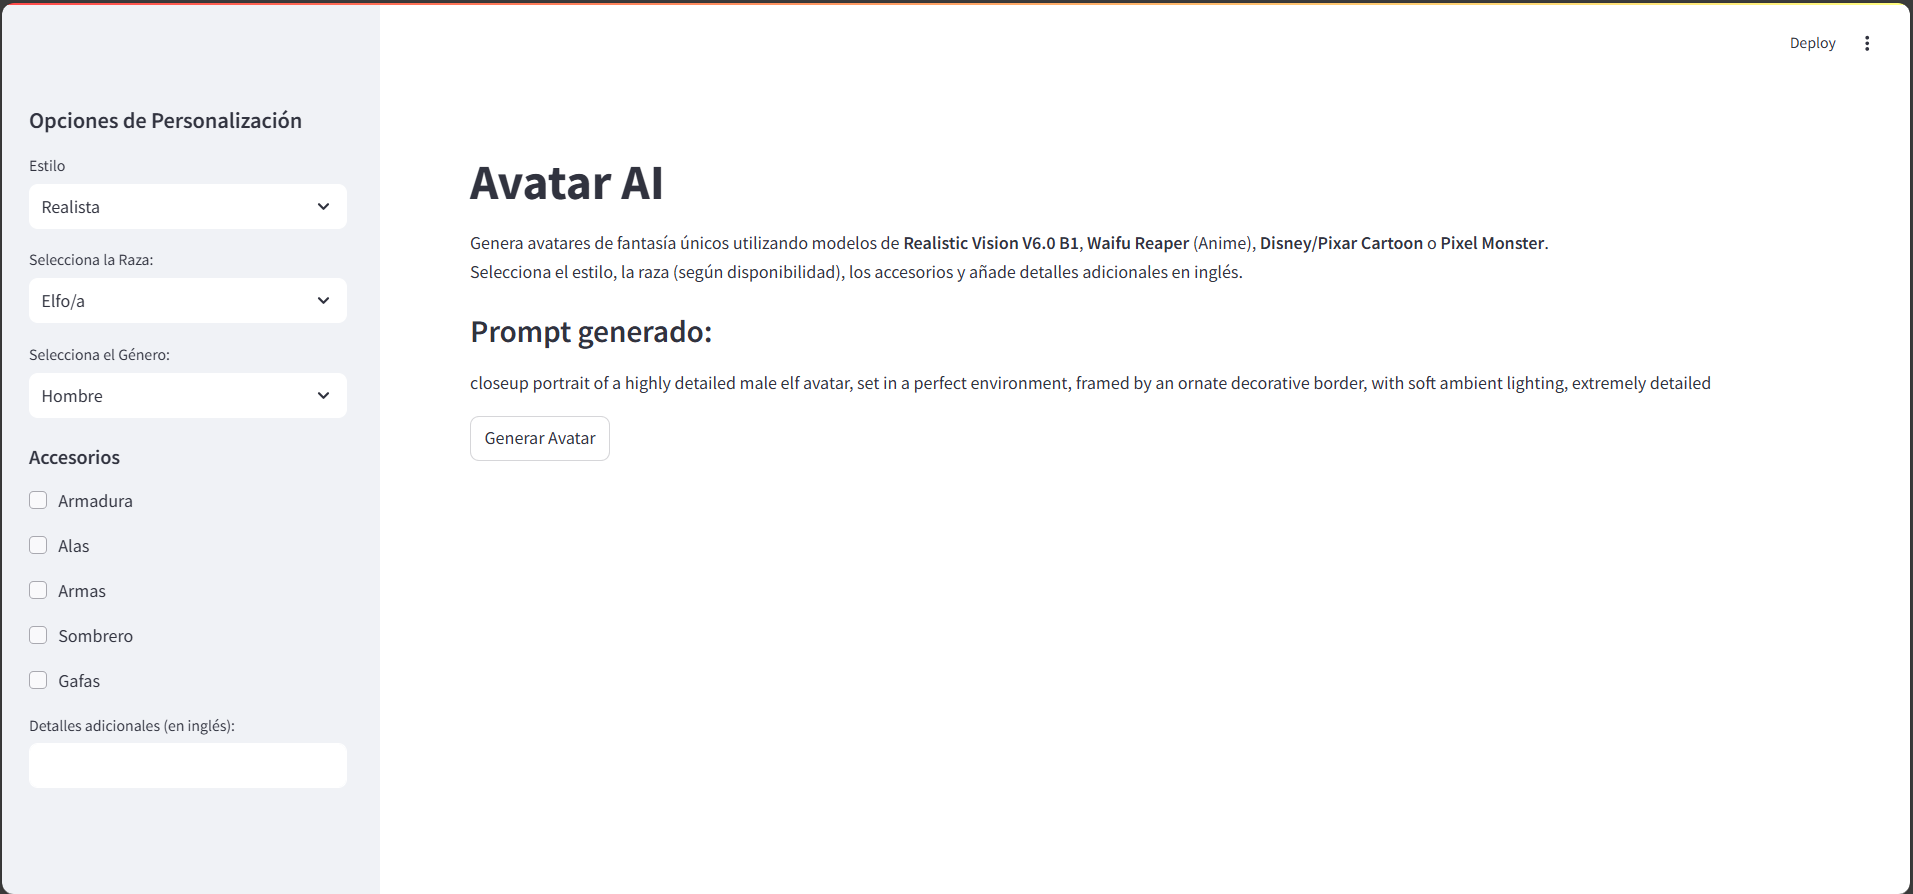 Deploy
Opciones de Personalización
Estilo
Realista
Selecciona la Raza:
Elfo/a
Selecciona el Género:
Hombre
Accesorios
Armadura
Alas
Armas
Sombrero
Gafas
Detalles adicionales (en inglés):
Avatar AI
Genera avatares de fantasía únicos utilizando modelos de Realistic Vision V6.0 B1, Waifu Reaper (Anime), Disney/Pixar Cartoon o Pixel Monster.
Selecciona el estilo, la raza (según disponibilidad), los accesorios y añade detalles adicionales en inglés.
Prompt generado:
closeup portrait of a highly detailed male elf avatar, set in a perfect environment, framed by an ornate decorative border, with soft ambient lighting, extremely detailed
Generar Avatar